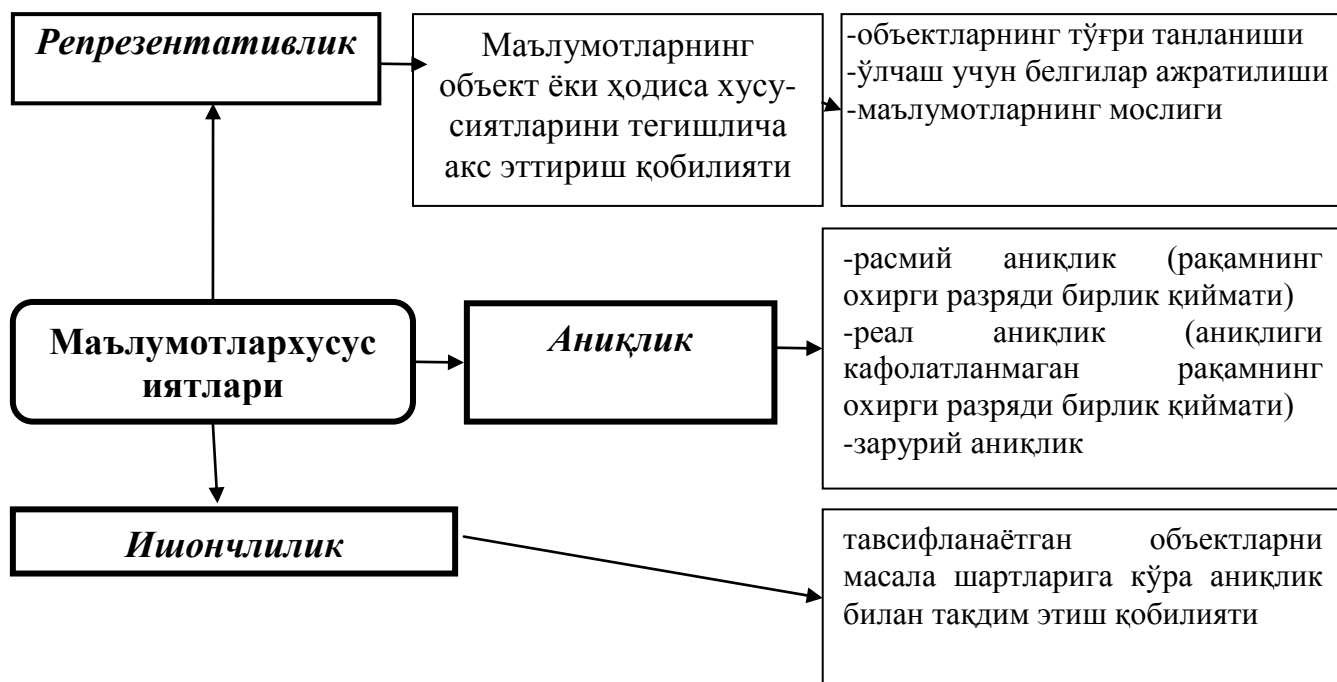 Репрезентативлик
Маълумотларнинг
объект ёки ҳодиса хусу-
сиятларини тегишлича
акс эттириш қобилияти
-объектларнинг тўғри танланиши
-ўлчаш учун белгилар ажратилиши
-маълумотларнинг мослиги
Маълумотлархусус
иятлари
Аниқлик
-расмий аниқлик (рақамнинг
охирги разряди бирлик қиймати)
-реал аниқлик (аниқлиги
кафолатланмаган рақамнинг
охирги разряди бирлик қиймати)
-зарурий аниқлик
Ишончлилик
тавсифланаётган объектларни
масала шартларига кўра аниқлик
билан тақдим этиш қобилияти